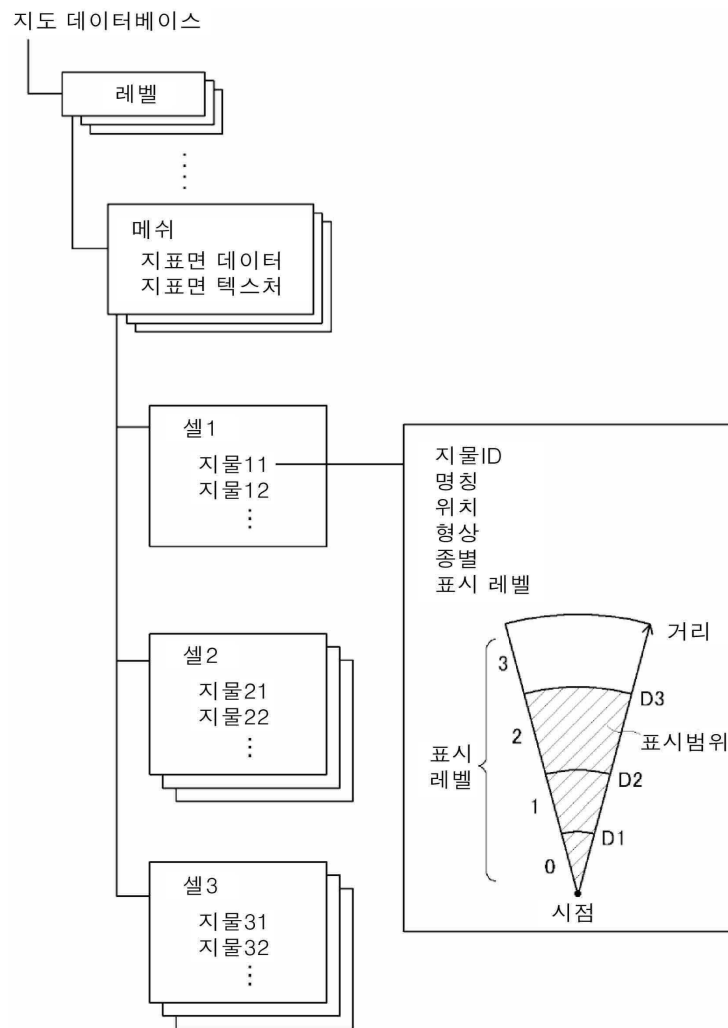 지도 데이터베이스
레벨
메쉬
지표면 데이터
지표면 텍스처
셀1
지물11
지물12
셀2
지물21
지물22
셀3
지물31
지물32
지물ID
명칭
위치
형상
종별
표시 레벨
거리
3
D3
2
표시범위
표시
레벨
D2
1
D1
0
시점